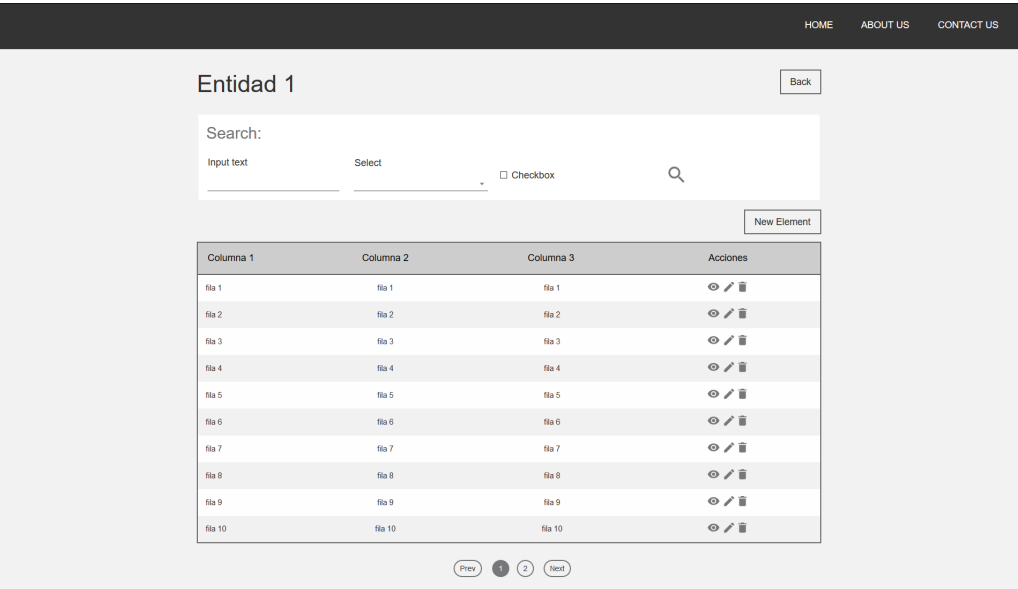 HOME ABOUT US CONTACT US
Entidad 1 Back
Search:
Input text Select
Checkbox
New Element
Columna 1 Columna 2 Columna 3 Acciones
fila 1 fila 1 fila 1
fila 2 fila 2 fila 2
fila 3 fila 3 fila 3
fila 4 fila 4 fila 4
fila 5 fila 5 fila 5
fila 6 fila 6 fila 6
fila 7 fila 7 fila 7
fila 8 fila 8 fila 8
fila 9 fila 9 fila 9
fila 10 fila 10 fila 10
Prev 1 2 Next